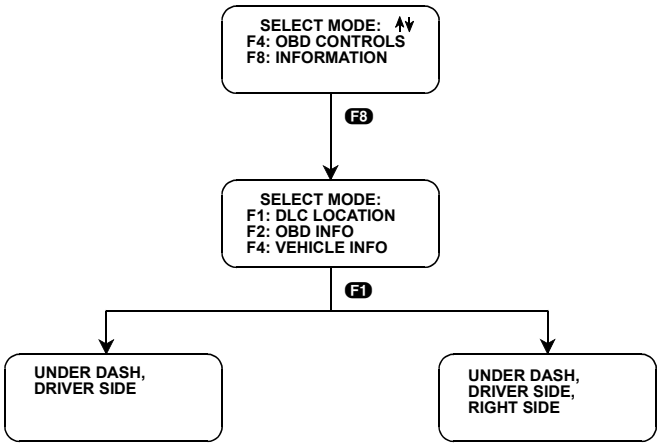 SELECT MODE:
F4: OBD CONTROLS
F8: INFORMATION
F8
SELECT MODE:
F1: DLC LOCATION
F2: OBD INFO
F4: VEHICLE INFO
F1
UNDER DASH,
DRIVER SIDE
UNDER DASH,
DRIVER SIDE,
RIGHT SIDE